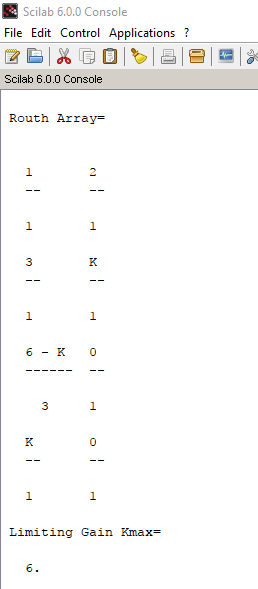 Scilab 6.0.0 Console
File Edit Control Applications ?
Scilab 6.0.0 Console
Routh Array=
1 2
-- --
1 1
3 K
-- --
1 1
6 - K 0
------ --
3 1
K 0
-- --
1 1
Limiting Gain Kmax=
6.